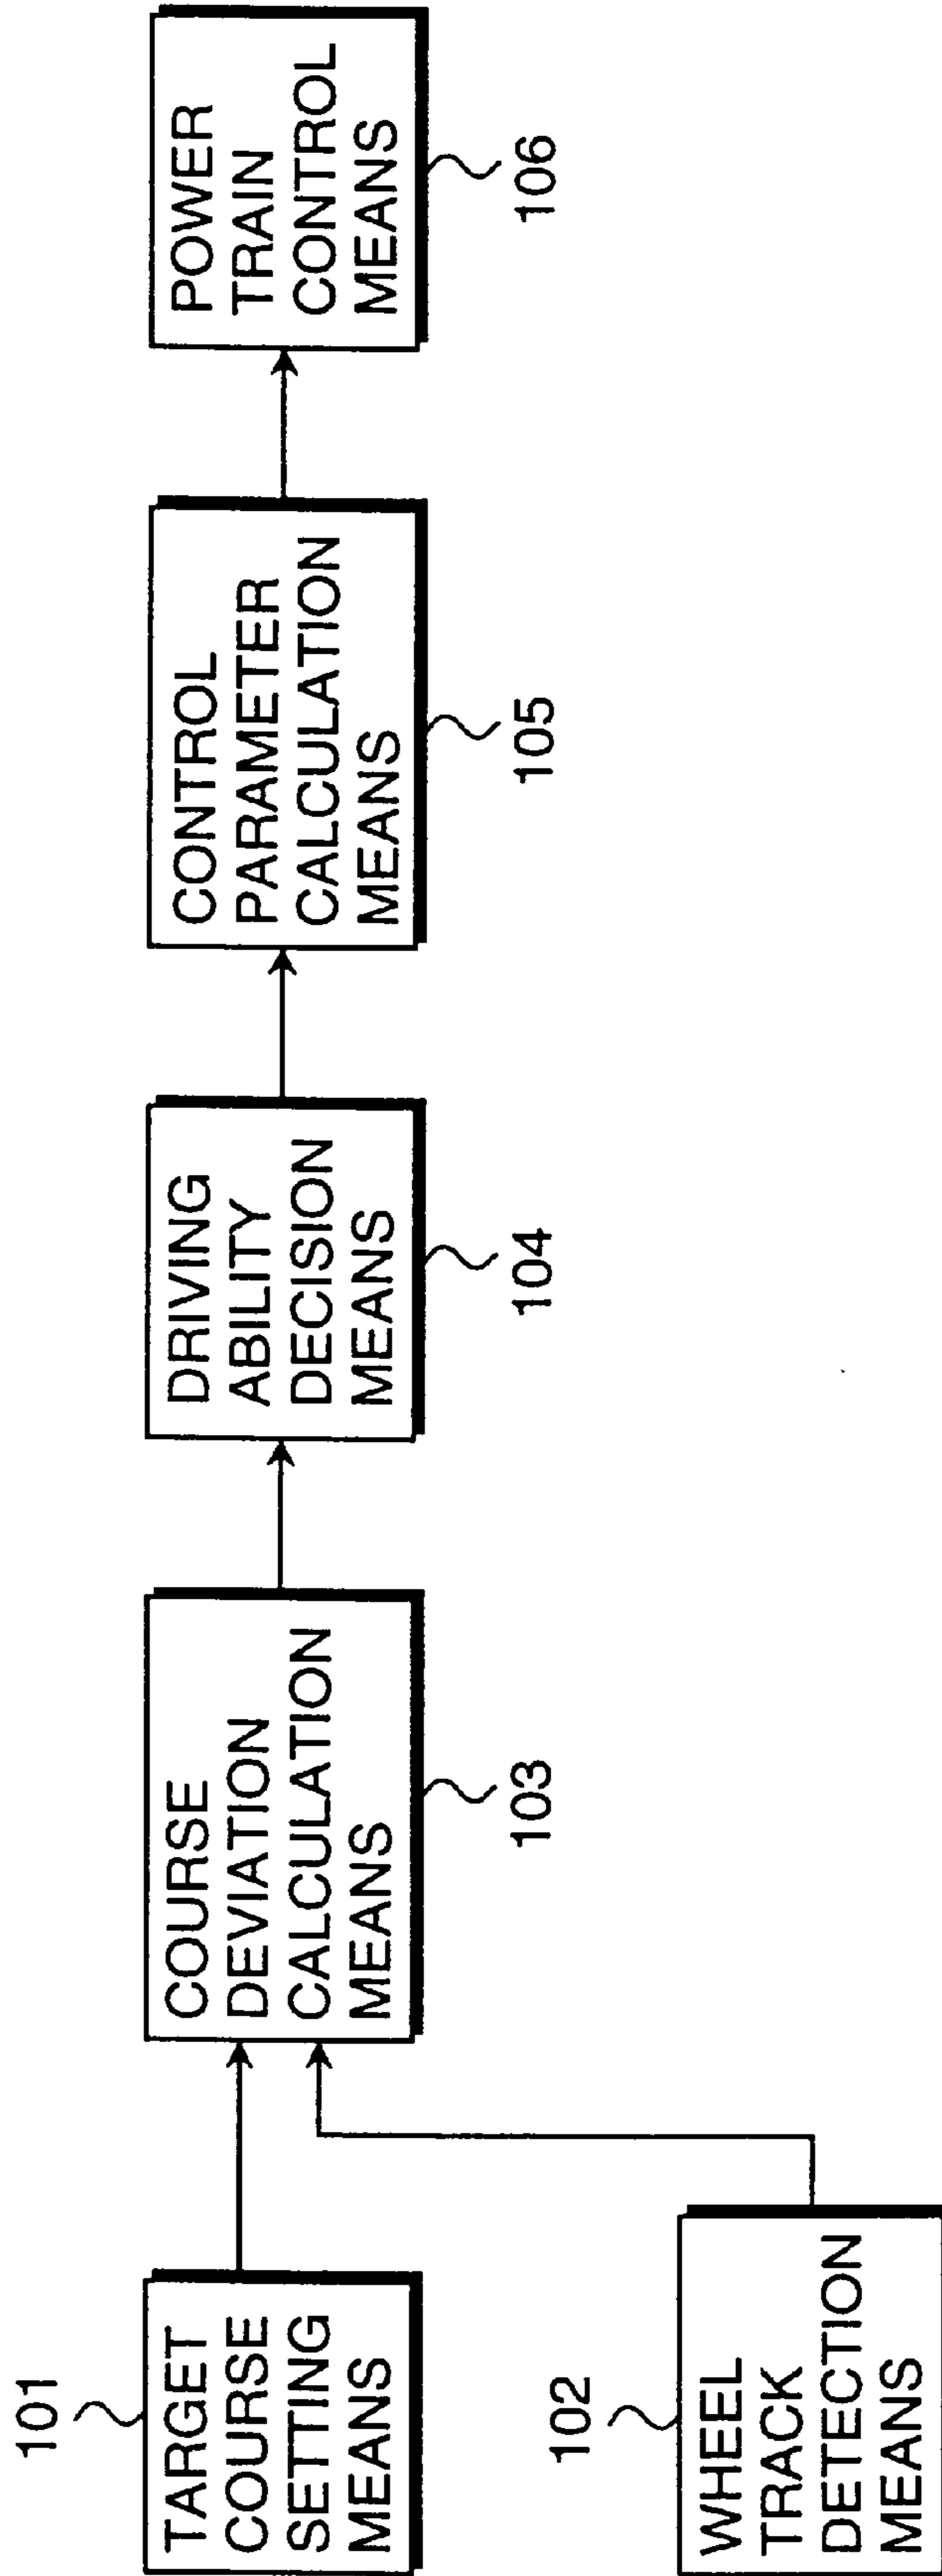 101
TARGET
COURSE
SETTING
MEANS
102
WHEEL
TRACK
DETECTION
MEANS
COURSE
DEVIATION
CALCULATION
MEANS
103
DRIVING
ABILITY
DECISION
MEANS
104
CONTROL
PARAMETER
CALCULATION
MEANS
105
POWER
TRAIN
CONTROL
MEANS
106